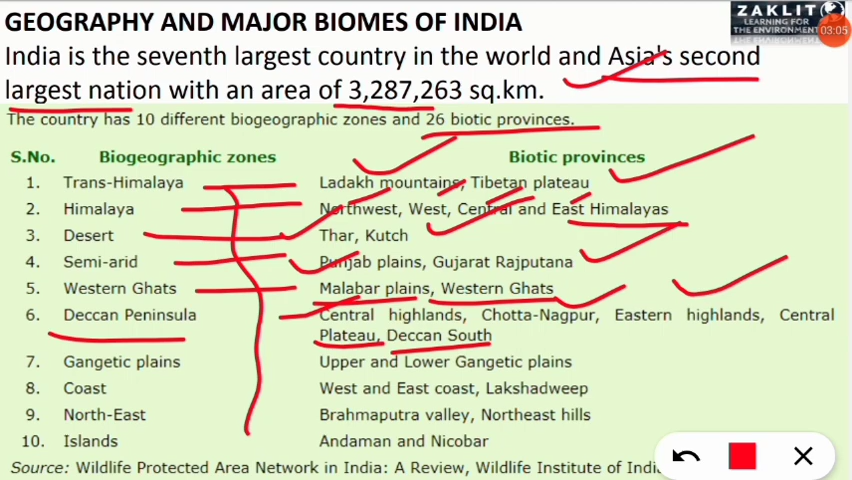 GEOGRAPHY AND MAJOR BIOMES OF INDIA
ZAKLIT
LEARNING FOR
THE ENVIRONMENT
03:05
India is the seventh largest country in the world and Asia's second
largest nation with an area of 3,287,263 sq.km.
The country has 10 different biogeographic zones and 26 biotic provinces.
S.No. Biogeographic zones Biotic provinces
1. Trans-Himalaya Ladakh mountains, Tibetan plateau
2. Himalaya Northwest, West, Central and East Himalayas
3. Desert Thar, Kutch
4. Semi-arid Punjab plains, Gujarat Rajputana
5. Western Ghats Malabar plains, Western Ghats
6. Deccan Peninsula Central highlands, Chotta-Nagpur, Eastern highlands, Central
Plateau, Deccan South
7. Gangetic plains Upper and Lower Gangetic plains
8. Coast West and East coast, Lakshadweep
9. North-East Brahmaputra valley, Northeast hills
10. Islands Andaman and Nicobar
Source: Wildlife Protected Area Network in India: A Review, Wildlife Institute of